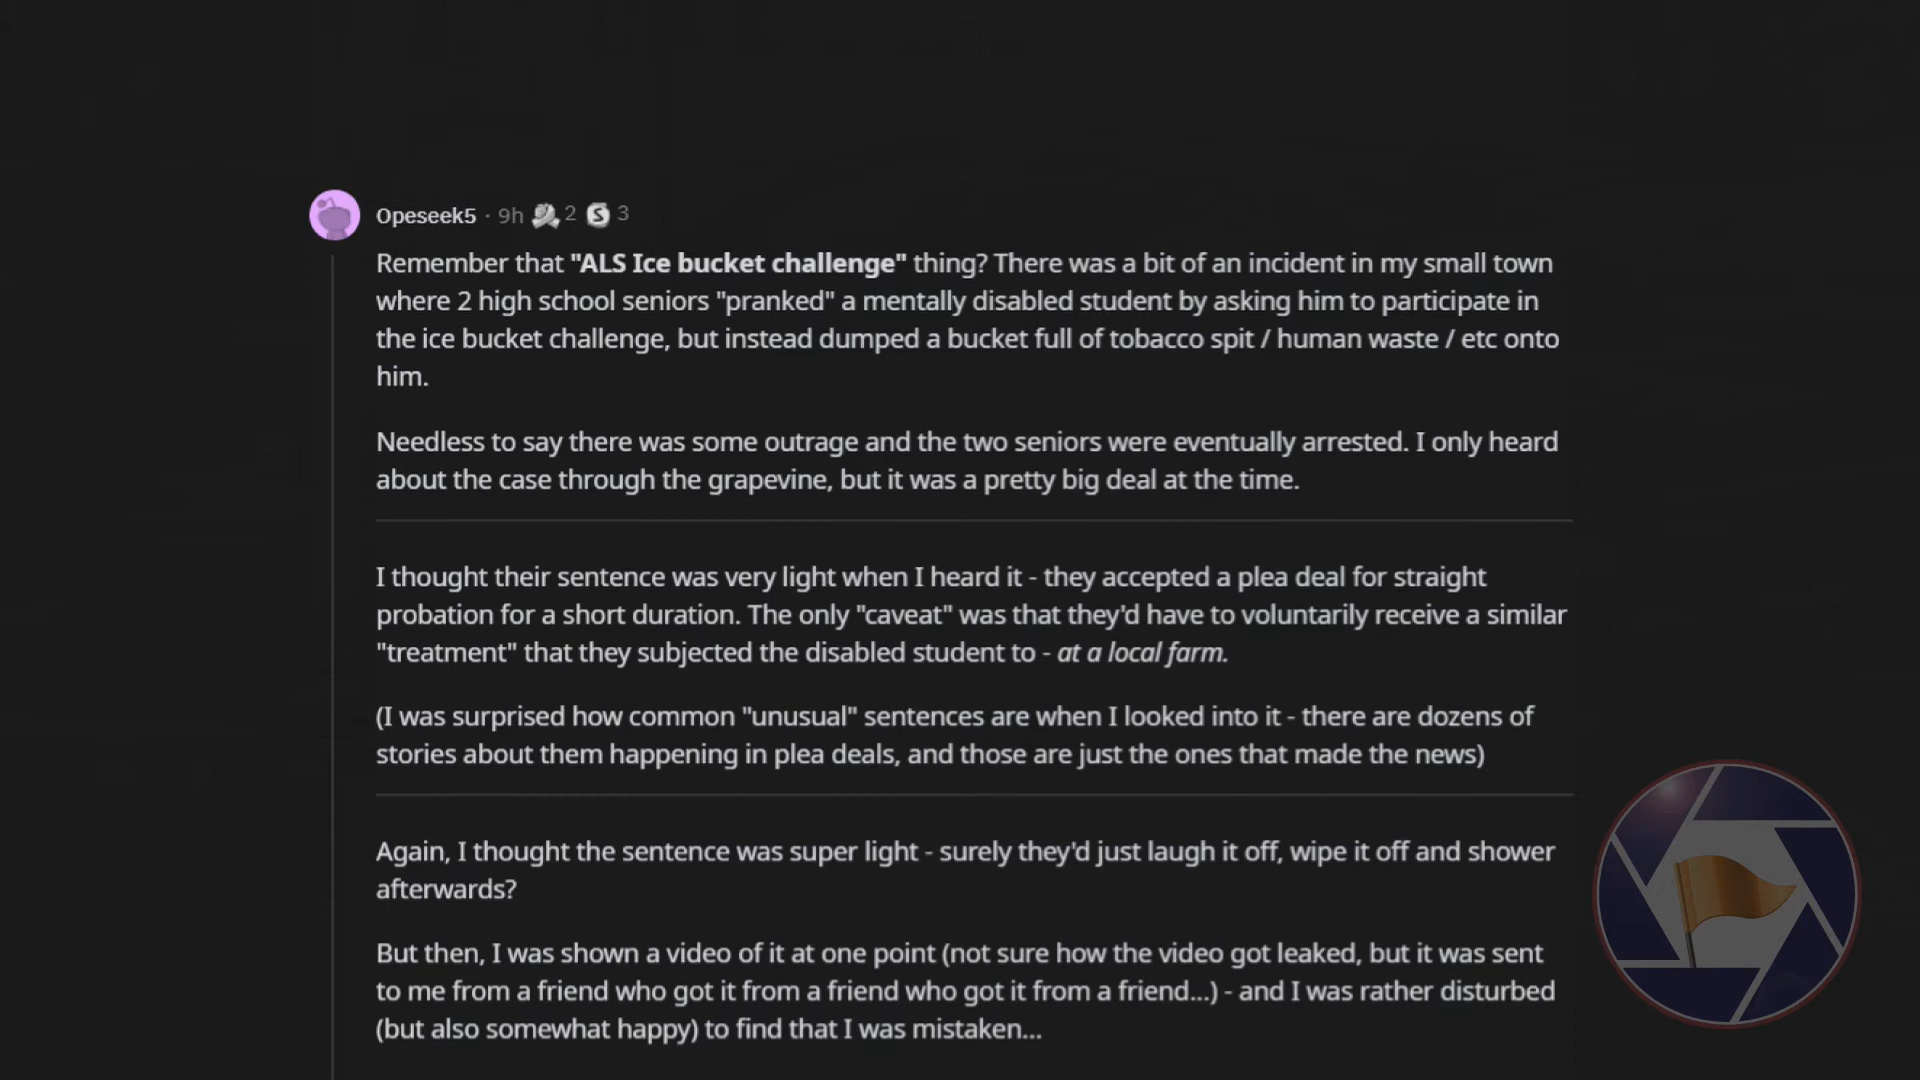 Opeseek5 · 9h 2 3
Remember that "ALS Ice bucket challenge" thing? There was a bit of an incident in my small town
where 2 high school seniors "pranked" a mentally disabled student by asking him to participate in
the ice bucket challenge, but instead dumped a bucket full of tobacco spit / human waste / etc onto
him.
Needless to say there was some outrage and the two seniors were eventually arrested. I only heard
about the case through the grapevine, but it was a pretty big deal at the time.
I thought their sentence was very light when I heard it - they accepted a plea deal for straight
probation for a short duration. The only "caveat" was that they'd have to voluntarily receive a similar
"treatment" that they subjected the disabled student to - at a local farm.
(I was surprised how common "unusual" sentences are when I looked into it - there are dozens of
stories about them happening in plea deals, and those are just the ones that made the news)
Again, I thought the sentence was super light - surely they'd just laugh it off, wipe it off and shower
afterwards?
But then, I was shown a video of it at one point (not sure how the video got leaked, but it was sent
to me from a friend who got it from a friend who got it from a friend...) - and I was rather disturbed
(but also somewhat happy) to find that I was mistaken...